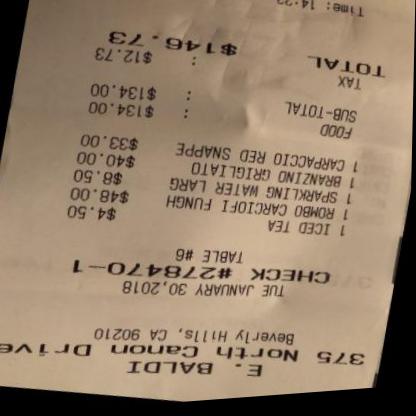 E. BALDI
375 North Canon Drive
Beverly Hills, CA 90210
TUE JANUARY 30,2018
CHECK #278470-1
TABLE #6
1 ICED TEA $4.50
1 ROMBO CARCIOFI FUNGH $48.00
1 SPARKLING WATER LARG $8.50
1 BRANZINO GRIGLIATO $40.00
1 CARPACCIO RED SNAPPE $33.00
FOOD : $134.00
SUB-TOTAL : $134.00
TAX : $12.73
TOTAL $146.73
Time: